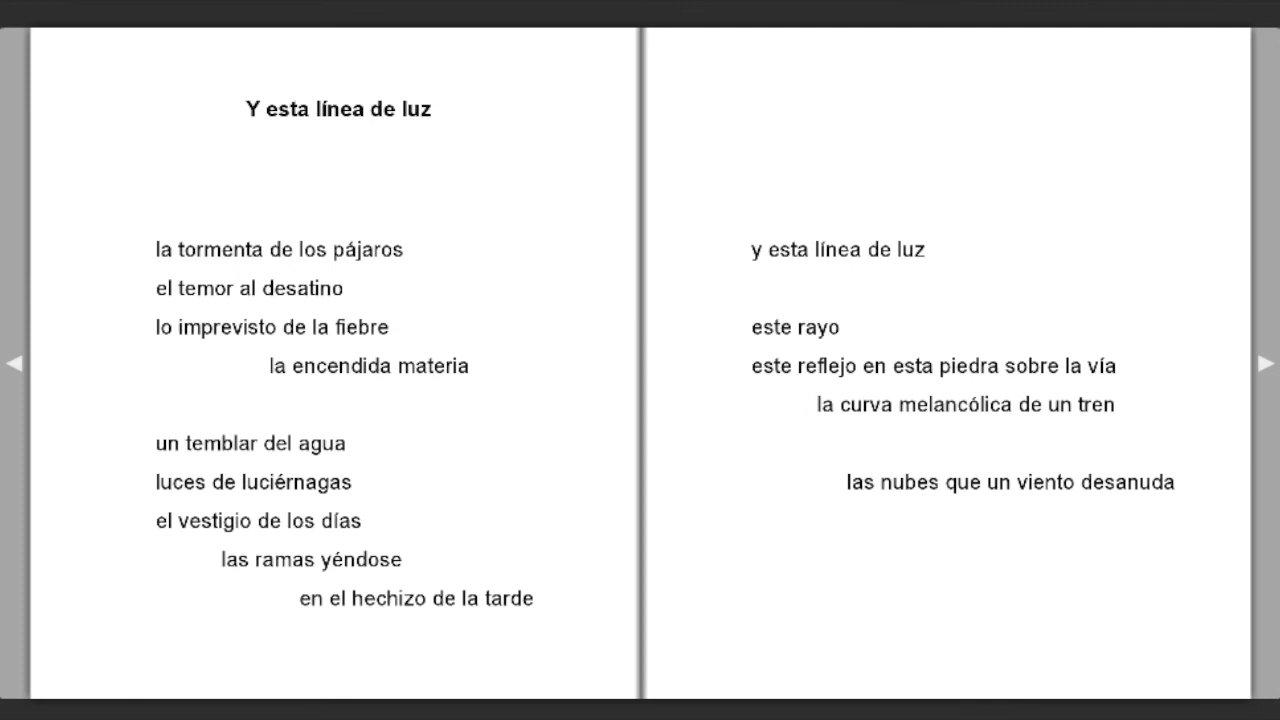 Y esta línea de luz
la tormenta de los pájaros
el temor al desatino
lo imprevisto de la fiebre
la encendida materia
un temblar del agua
luces de luciérnagas
el vestigio de los días
las ramas yéndose
en el hechizo de la tarde
y esta línea de luz
este rayo
este reflejo en esta piedra sobre la vía
la curva melancólica de un tren
las nubes que un viento desanuda